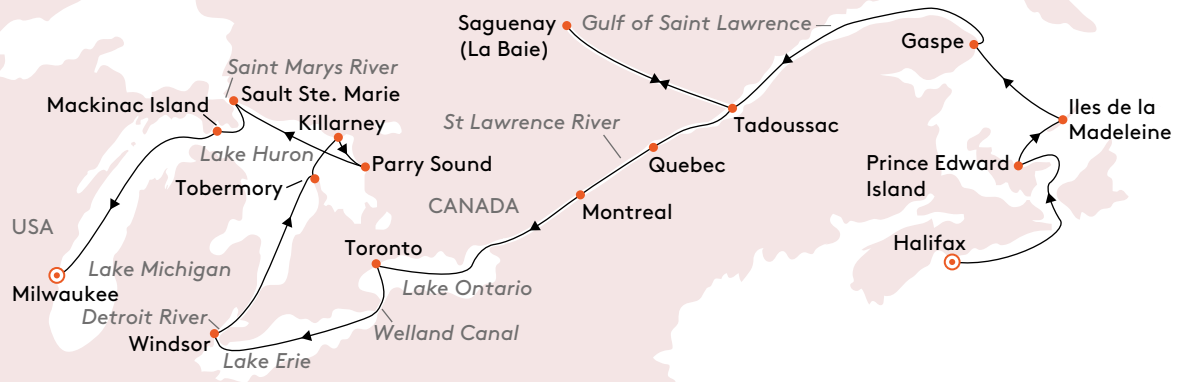 Saguenay
(La Baie)
Gulf of Saint Lawrence
Gaspe
Saint Marys River
Sault Ste. Marie
Mackinac Island
Killarney
Iles de la
Madeleine
St Lawrence River
Tadoussac
Lake Huron
Parry Sound
Quebec
Prince Edward
Island
Tobermory
CANADA
Montreal
USA
Toronto
Halifax
Lake Michigan
Milwaukee
Lake Ontario
Detroit River
Windsor
Welland Canal
Lake Erie